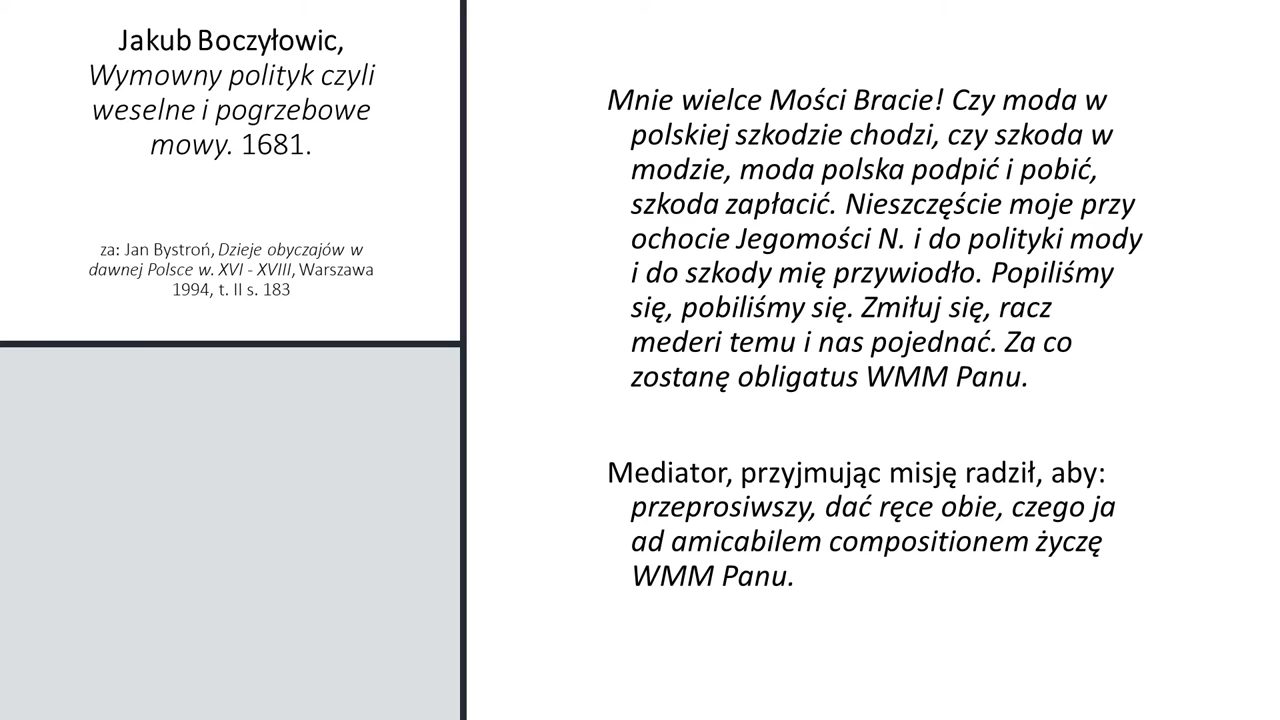 Jakub Boczyłowic,
Wymowny polityk czyli
weselne i pogrzebowe
mowy. 1681.
za: Jan Bystroń, Dzieje obyczajów w
dawnej Polsce w. XVI - XVIII, Warszawa
1994, t. II s. 183
Mnie wielce Mości Bracie! Czy moda w
polskiej szkodzie chodzi, czy szkoda w
modzie, moda polska podpić i pobić,
szkoda zapłacić. Nieszczęście moje przy
ochocie Jegomości N. i do polityki mody
i do szkody mię przywiodło. Popiliśmy
się, pobiliśmy się. Zmiłuj się, racz
mederi temu i nas pojednać. Za co
zostanę obligatus WMM Panu.
Mediator, przyjmując misję radził, aby:
przeprosiwszy, dać ręce obie, czego ja
ad amicabilem compositionem życzę
WMM Panu.